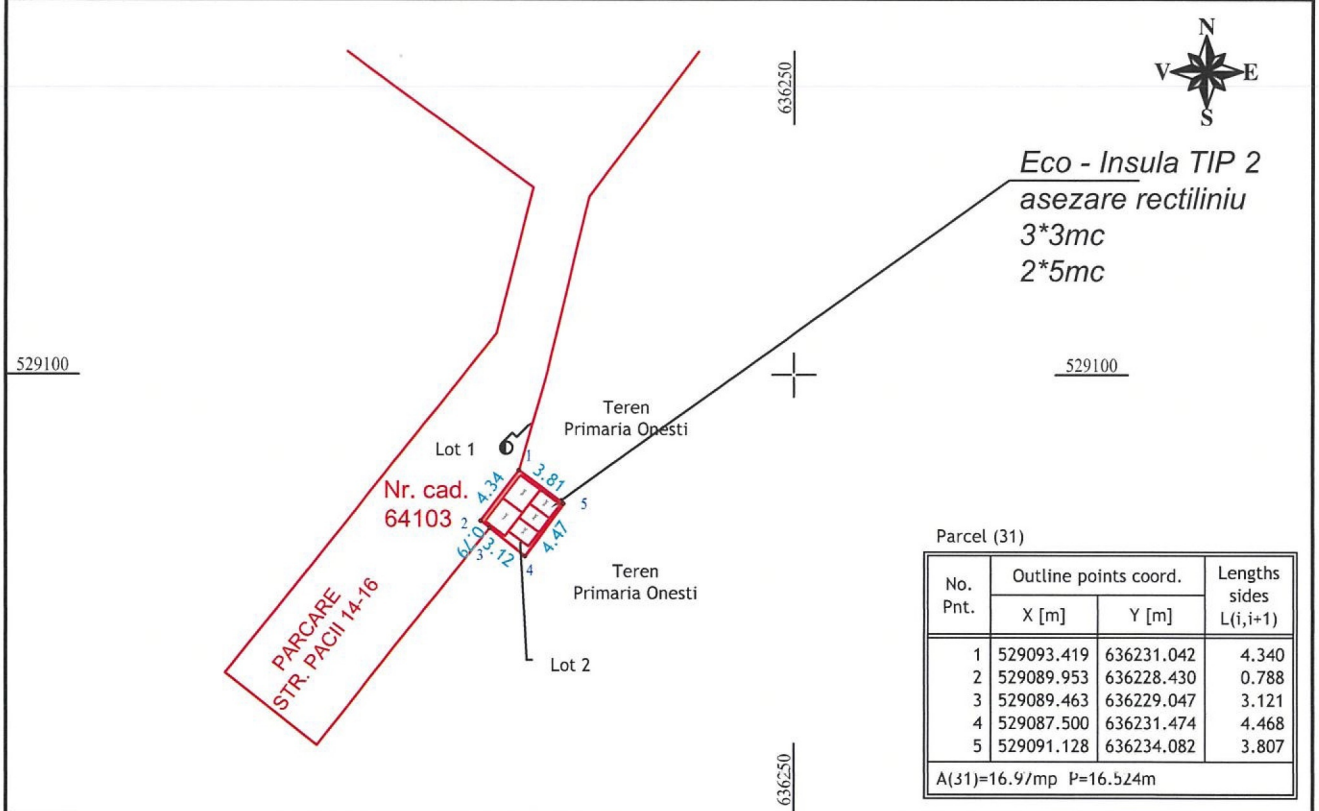 N
V E
S
636250
Eco - Insula TIP 2
asezare rectiliniu
3*3mc
2*5mc
529100
529100
Teren
Primaria Onesti
Lot 1
1
3.81
4.34
5
Nr. cad.
64103
2
0.79
3
3.12
4.47
4
Teren
Primaria Onesti
PARCARE
STR. PACII 14-16
Lot 2
636250
Parcel (31)
No. Pnt. Outline points coord. Lengths sides L(i,i+1)
X [m] Y [m]
1 529093.419 636231.042 4.340
2 529089.953 636228.430 0.788
3 529089.463 636229.047 3.121
4 529087.500 636231.474 4.468
5 529091.128 636234.082 3.807
A(31)=16.97mp P=16.524m